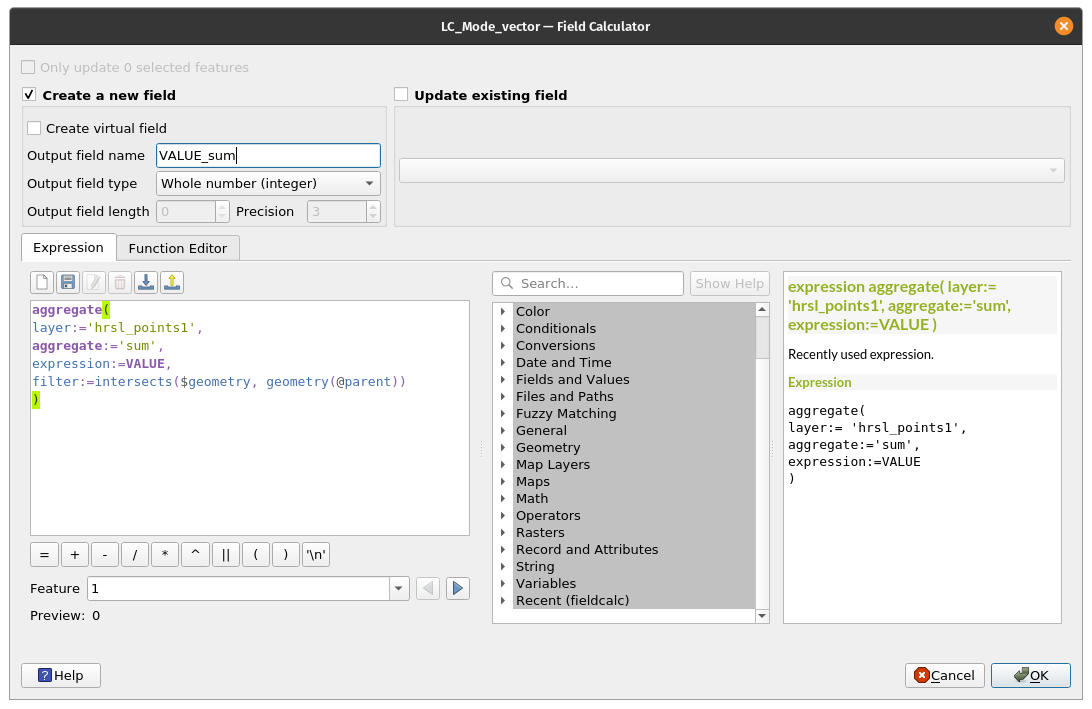 LC_Mode_vector — Field Calculator
Only update 0 selected features
Create a new field
Update existing field
Create virtual field
Output field name VALUE_sum
Output field type Whole number (integer)
Output field length 0 Precision 3
Expression Function Editor
aggregate(
layer:='hrsl_points1',
aggregate:='sum',
expression:=VALUE,
filter:=intersects($geometry, geometry(@parent))
)
= + - / * ^ || ( ) '\n'
Feature 1
Preview: 0
Search... Show Help
Color
Conditionals
Conversions
Date and Time
Fields and Values
Files and Paths
Fuzzy Matching
General
Geometry
Map Layers
Maps
Math
Operators
Rasters
Record and Attributes
String
Variables
Recent (fieldcalc)
expression aggregate( layer:=
'hrsl_points1', aggregate:='sum',
expression:=VALUE )
Recently used expression.
Expression
aggregate(
layer:= 'hrsl_points1',
aggregate:='sum',
expression:=VALUE
)
Help
Cancel OK